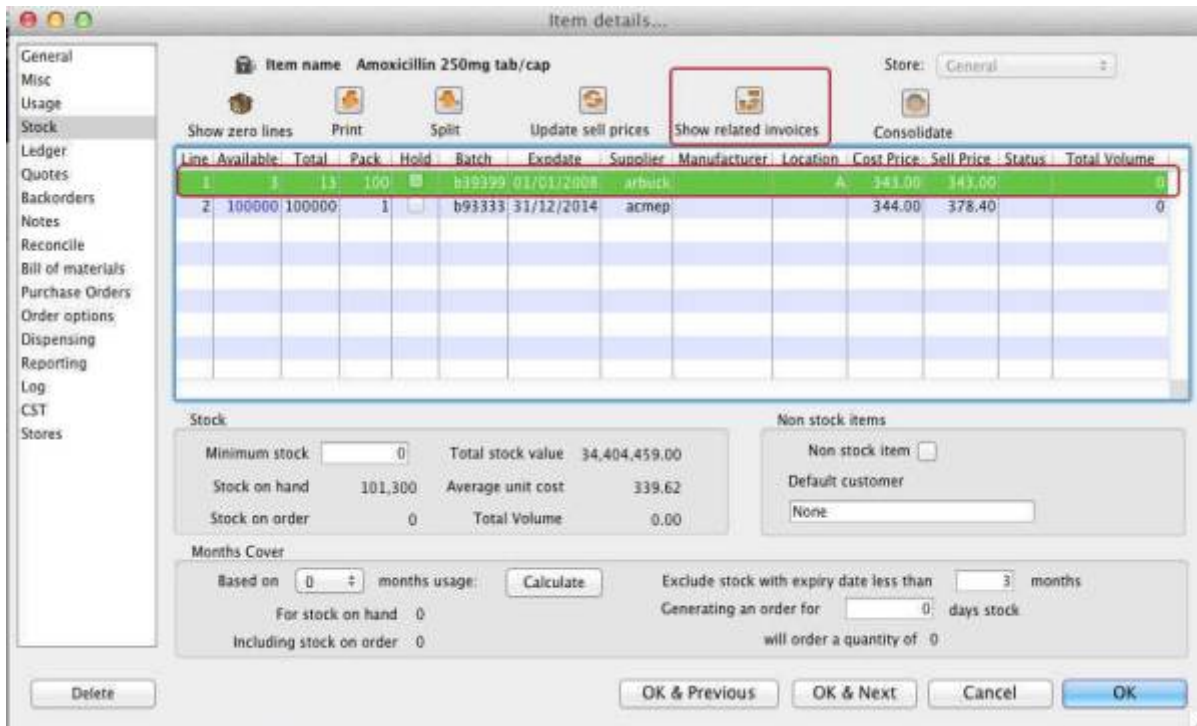 Item details...
General
Misc
Usage
Stock
Ledger
Quotes
Backorders
Notes
Reconcile
Bill of materials
Purchase Orders
Order options
Dispensing
Reporting
Log
CST
Stores
Item name Amoxicillin 250mg tab/cap
Store: General
Show zero lines Print Split Update sell prices Show related invoices Consolidate
Line Available Total Pack Hold Batch Expdate Supplier Manufacturer Location Cost Price Sell Price Status Total Volume
1 3 13 100 b39399 01/01/2008 arbuck A 343.00 343.00 0
2 100000 100000 1 b93333 31/12/2014 acmep 344.00 378.40 0
Stock
Minimum stock 0 Total stock value 34,404,459.00
Stock on hand 101,300 Average unit cost 339.62
Stock on order 0 Total Volume 0.00
Non stock items
Non stock item
Default customer
None
Months Cover
Based on 0 months usage: Calculate Exclude stock with expiry date less than 3 months
For stock on hand 0 Generating an order for 0 days stock
Including stock on order 0 will order a quantity of 0
Delete OK & Previous OK & Next Cancel OK